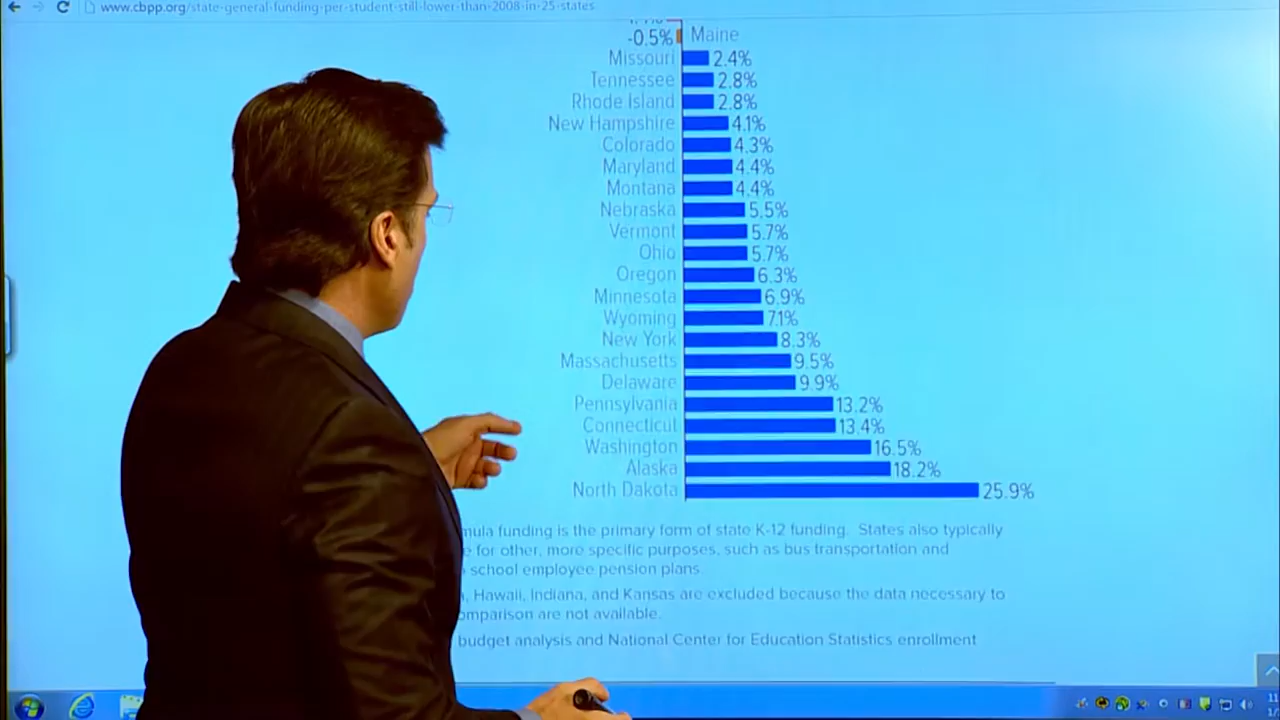 www.cbpp.org/state-general-funding-per-student-still-lower-than-2008-in-25-states
-0.5% Maine
Missouri 2.4%
Tennessee 2.8%
Rhode Island 2.8%
New Hampshire 4.1%
Colorado 4.3%
Maryland 4.4%
Montana 4.4%
Nebraska 5.5%
Vermont 5.7%
Ohio 5.7%
Oregon 6.3%
Minnesota 6.9%
Wyoming 7.1%
New York 8.3%
Massachusetts 9.5%
Delaware 9.9%
Pennsylvania 13.2%
Connecticut 13.4%
Washington 16.5%
Alaska 18.2%
North Dakota 25.9%
funding is the primary form of state K-12 funding. States also typically
for other, more specific purposes, such as bus transportation and
school employee pension plans.
, Hawaii, Indiana, and Kansas are excluded because the data necessary to
are not available.
budget analysis and National Center for Education Statistics enrollment